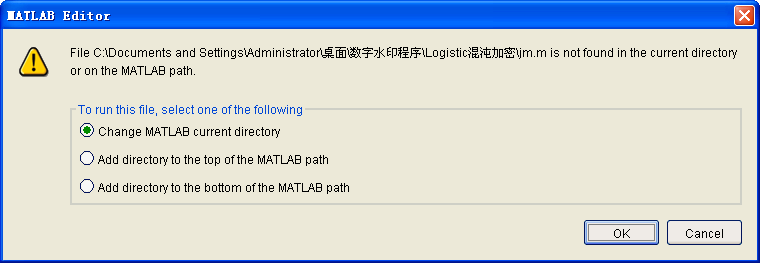 MATLAB Editor
File C:\Documents and Settings\Administrator\桌面\数字水印程序\Logistic混沌加密\jm.m is not found in the current directory
or on the MATLAB path.
To run this file, select one of the following
Change MATLAB current directory
Add directory to the top of the MATLAB path
Add directory to the bottom of the MATLAB path
OK Cancel